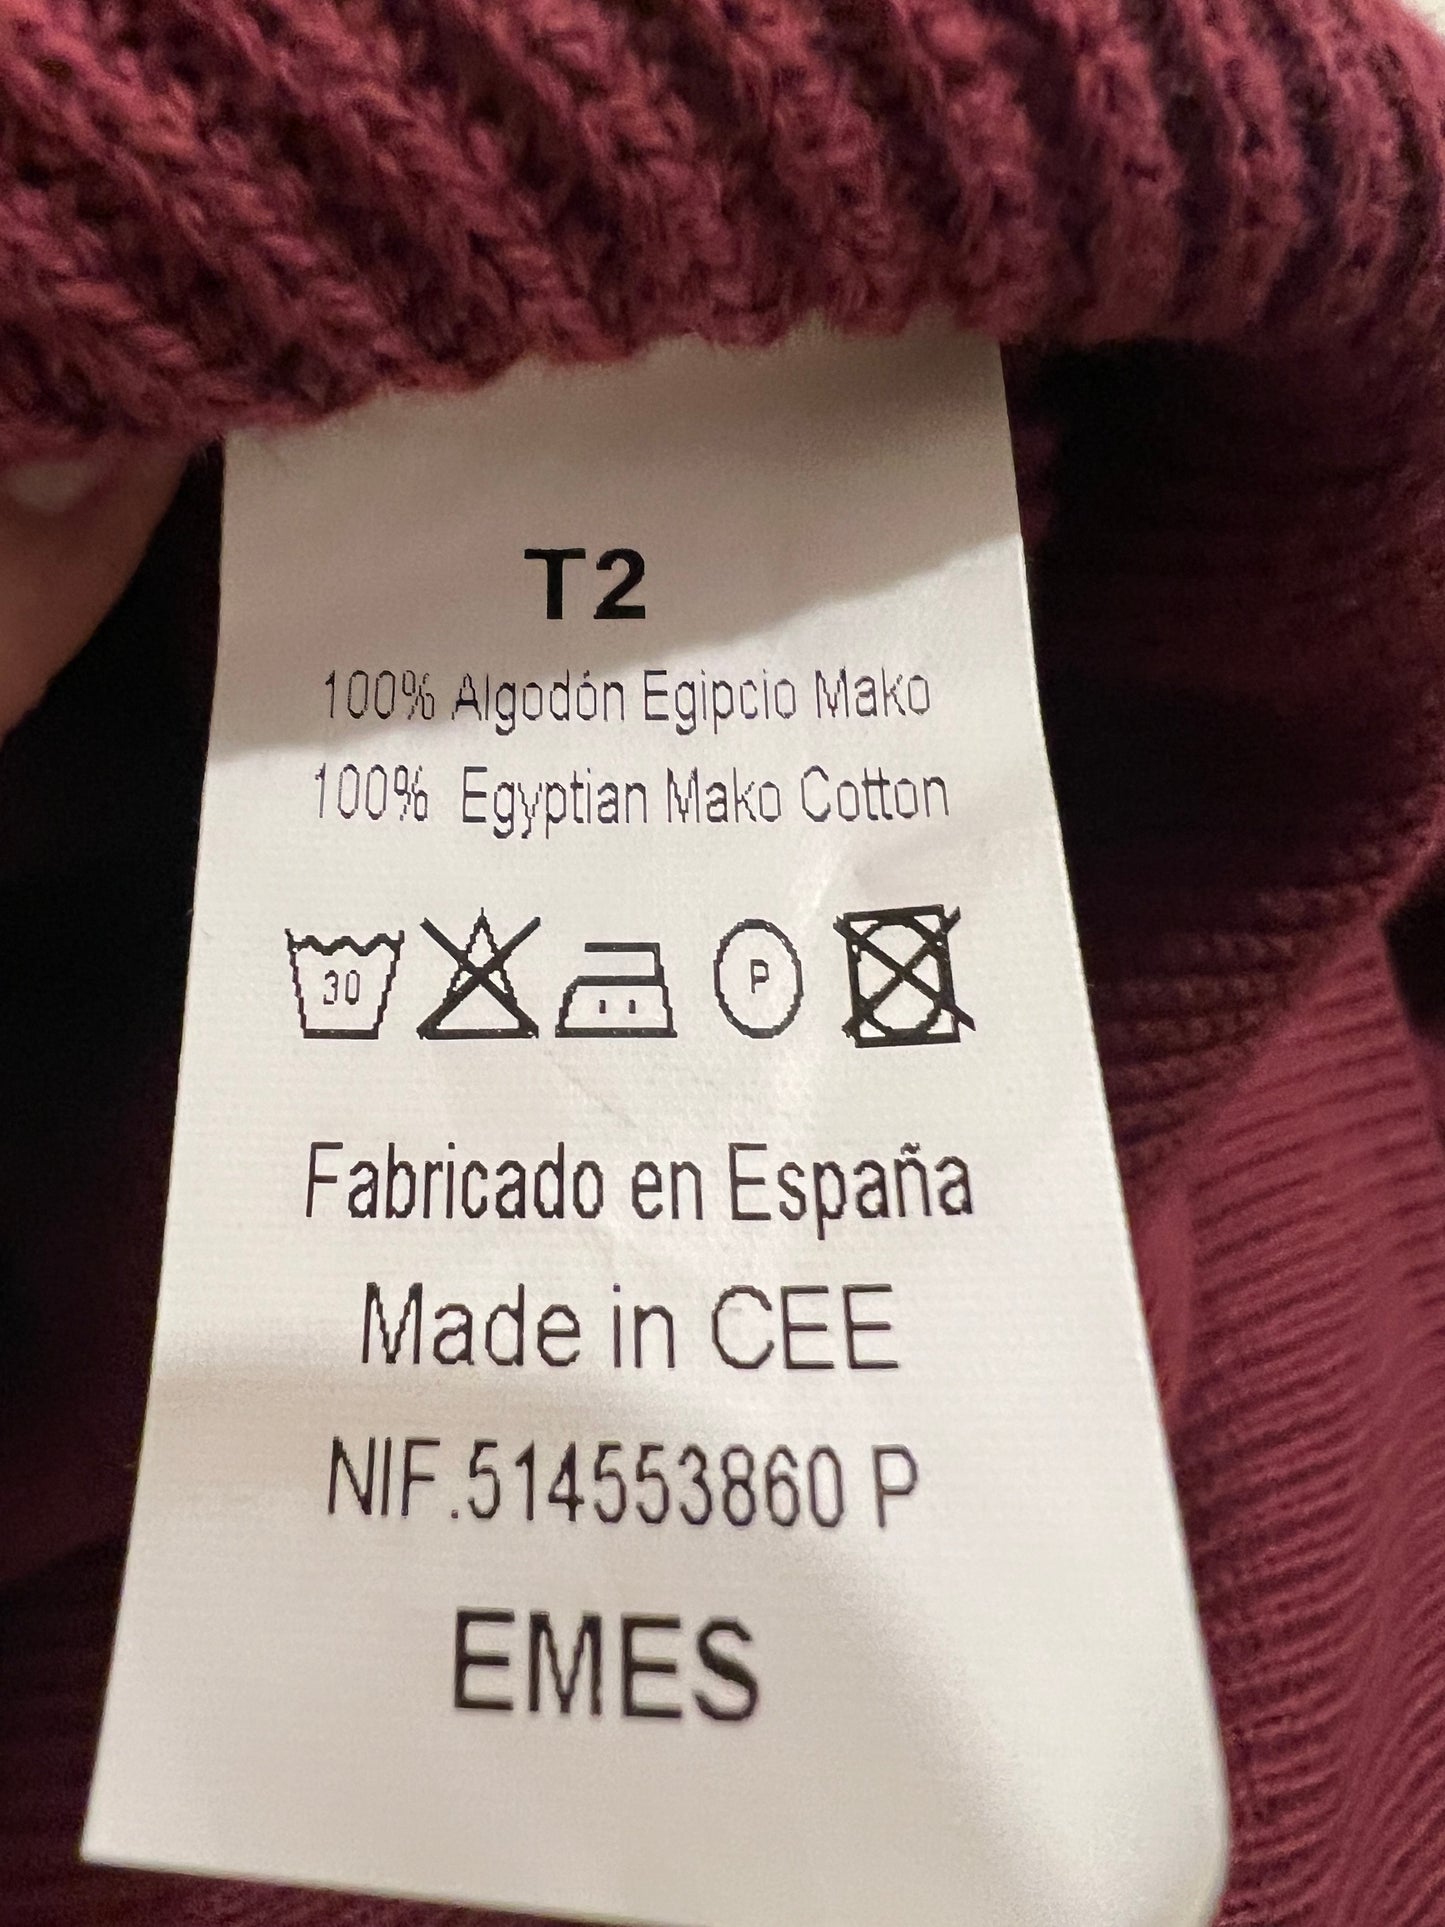 T2
100% Algodón Egipcio Mako
100% Egyptian Mako Cotton
30 P
Fabricado en España
Made in CEE
NIF.514553860 P
EMES